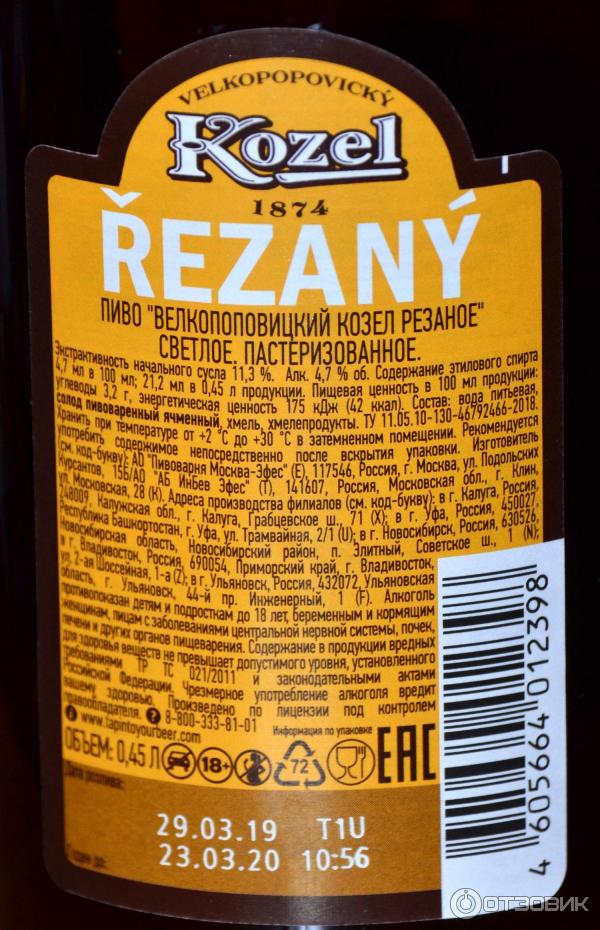 VELKOPOPOVICKÝ
Kozel
1874
ŘEZANÝ
ПИВО "ВЕЛКОПОПОВИЦКИЙ КОЗЕЛ РЕЗАНОЕ"
СВЕТЛОЕ. ПАСТЕРИЗОВАННОЕ.
Экстрактивность начального сусла 11,3 %. Алк. 4,7 % об. Содержание этилового спирта
4,7 мл в 100 мл; 21,2 мл в 0,45 л продукции. Пищевая ценность в 100 мл продукции:
углеводы 3,2 г, энергетическая ценность 175 кДж (42 ккал). Состав: вода питьевая,
солод пивоваренный ячменный, хмель, хмелепродукты. ТУ 11.05.10-130-46792466-2018.
Хранить при температуре от +2 °C до +30 °C в затемненном помещении. Рекомендуется
употребить содержимое непосредственно после вскрытия упаковки. Изготовитель
(см. код-букву): АО "Пивоварня Москва-Эфес" (E), 117546, Россия, г. Москва, ул. Подольских
Курсантов, 15б/АО "АБ ИнБев Эфес" (T), 141607, Россия, Московская обл., г. Клин,
ул. Московская, 28 (K). Адреса производства филиалов (см. код-букву): в г. Калуга, Россия,
248009, Калужская обл., г. Калуга, Грабцевское ш., 71 (X); в г. Уфа, Россия, 450027,
Республика Башкортостан, г. Уфа, ул. Трамвайная, 2/1 (U); в г. Новосибирск, Россия, 630526,
Новосибирская область, Новосибирский район, п. Элитный, Советское ш., 1 (N);
в г. Владивосток, Россия, 690054, Приморский край, г. Владивосток,
ул. 2-ая Шоссейная, 1-а (Z); в г. Ульяновск, Россия, 432072, Ульяновская
область, г. Ульяновск, 44-й пр. Инженерный, 1 (F). Алкоголь
противопоказан детям и подросткам до 18 лет, беременным и кормящим
женщинам, лицам с заболеваниями центральной нервной системы, почек,
печени и других органов пищеварения. Содержание в продукции вредных
для здоровья веществ не превышает допустимого уровня, установленного
требованиями ТР ТС 021/2011 и законодательными актами
Российской Федерации. Чрезмерное употребление алкоголя вредит
вашему здоровью. Произведено по лицензии под контролем
правообладателя.
www.tapintoyourbeer.com 8-800-333-81-01
Информация по упаковке
ОБЪЕМ: 0,45 Л 18+ 72 EAC
Дата розлива:
29.03.19 T1U
Годен до:
23.03.20 10:56
4 605664 012398
ОТЗОВИК